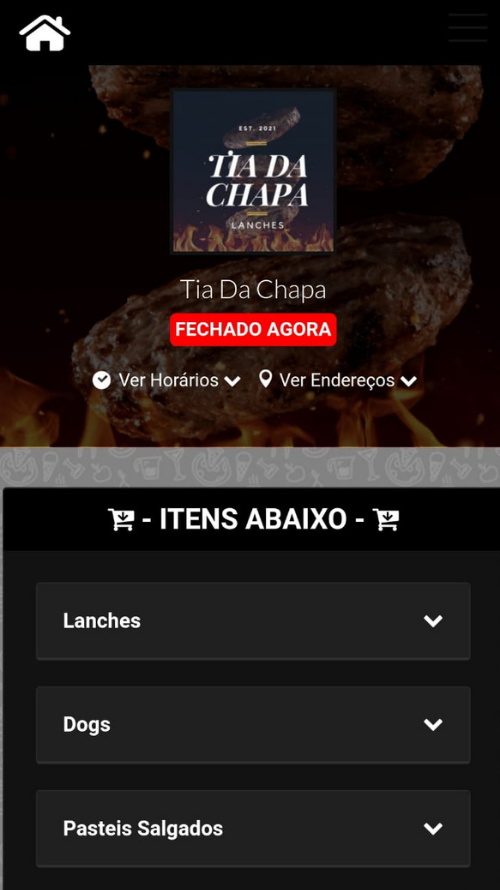 EST. 2021
TIA DA
CHAPA
LANCHES
Tia Da Chapa
FECHADO AGORA
Ver Horários Ver Endereços
- ITENS ABAIXO -
Lanches
Dogs
Pasteis Salgados